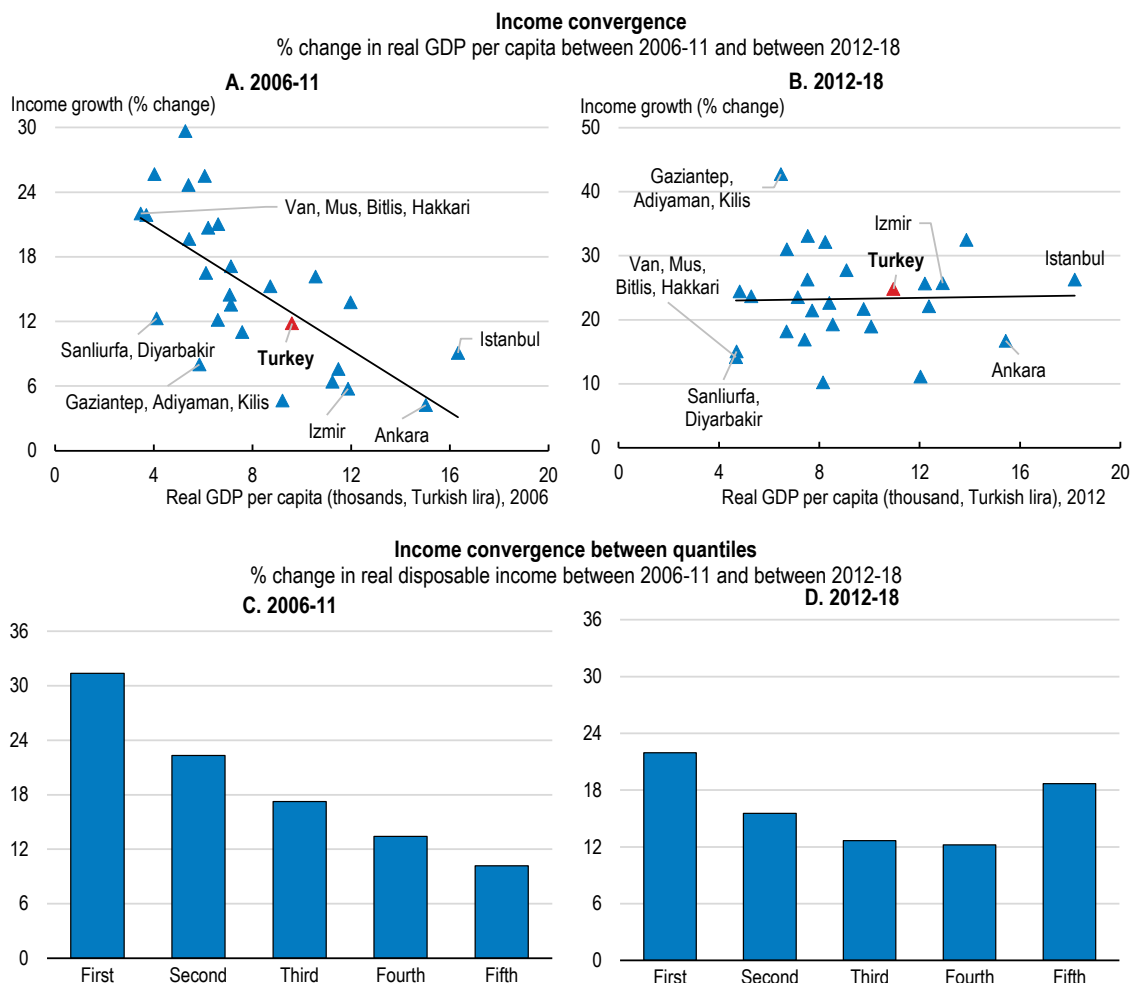 Income convergence
% change in real GDP per capita between 2006-11 and between 2012-18
A. 2006-11
Income growth (% change)
30
24
18
12
6
0
Van, Mus, Bitlis, Hakkari
Sanliurfa, Diyarbakir
Turkey
Istanbul
Gaziantep, Adiyaman, Kilis
Izmir
Ankara
0 4 8 12 16 20
Real GDP per capita (thosands, Turkish lira), 2006
B. 2012-18
Income growth (% change)
50
40
30
20
10
0
Gaziantep,
Adiyaman, Kilis
Izmir
Van, Mus,
Bitlis, Hakkari
Turkey
Istanbul
Ankara
Sanliurfa,
Diyarbakir
0 4 8 12 16 20
Real GDP per capita (thousand, Turkish lira), 2012
Income convergence between quantiles
% change in real disposable income between 2006-11 and between 2012-18
C. 2006-11
36
30
24
18
12
6
0
First Second Third Fourth Fifth
D. 2012-18
36
30
24
18
12
6
0
First Second Third Fourth Fifth